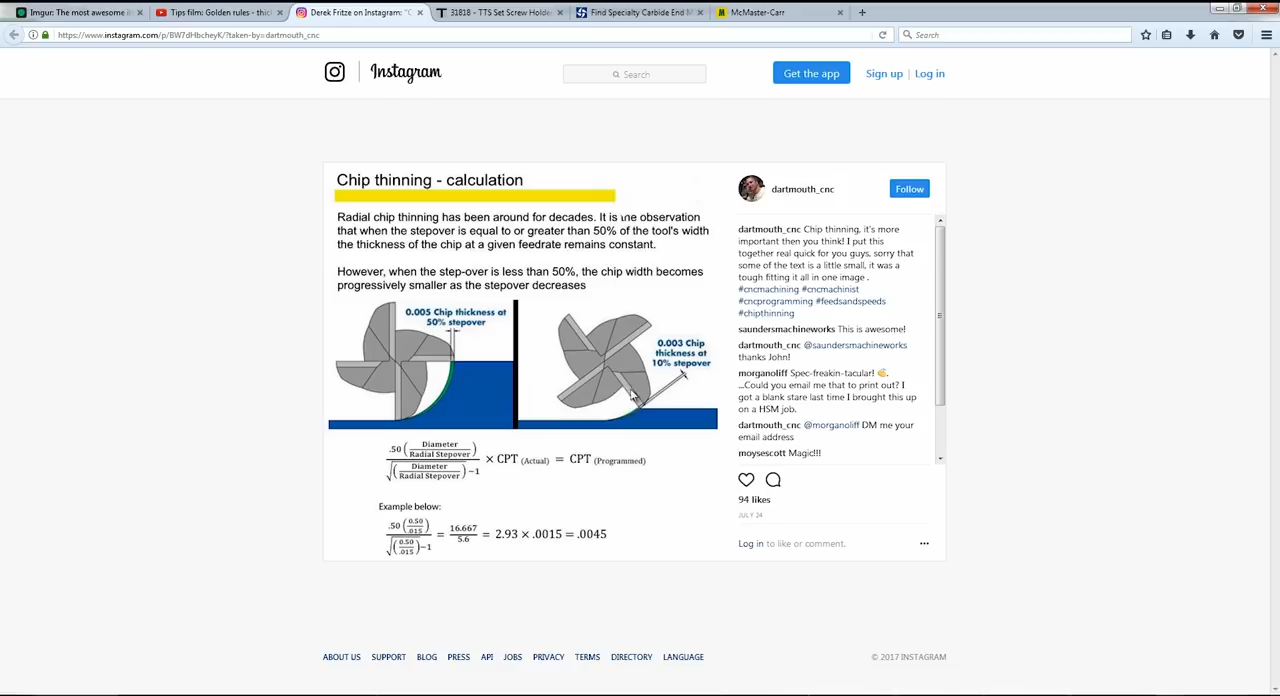 Imgur: The most awesome i
Tips film: Golden rules - thic
Derek Fritze on Instagram: "C
31818 - TTS Set Screw Holde
Find Specialty Carbide End M
McMaster-Carr
https://www.instagram.com/p/BW7dHbcheyK/?taken-by=dartmouth_cnc
Search
Instagram
Search
Get the app
Sign up | Log in
Chip thinning - calculation
Radial chip thinning has been around for decades. It is the observation
that when the stepover is equal to or greater than 50% of the tool's width
the thickness of the chip at a given feedrate remains constant.
However, when the step-over is less than 50%, the chip width becomes
progressively smaller as the stepover decreases
0.005 Chip thickness at
50% stepover
0.003 Chip
thickness at
10% stepover
.50 (Diameter / Radial Stepover) / √(Diameter / Radial Stepover) −1 × CPT (Actual) = CPT (Programmed)
Example below:
.50 (0.50 / .015) / √(0.50 / .015) −1 = 16.667 / 5.6 = 2.93 × .0015 = .0045
dartmouth_cnc
Follow
dartmouth_cnc Chip thinning, it's more
important then you think! I put this
together real quick for you guys, sorry that
some of the text is a little small, it was a
tough fitting it all in one image .
#cncmachining #cncmachinist
#cncprogramming #feedsandspeeds
#chipthinning
saundersmachineworks This is awesome!
dartmouth_cnc @saundersmachineworks
thanks John!
morganoliff Spec-freakin-tacular!
...Could you email me that to print out? I
got a blank stare last time I brought this up
on a HSM job.
dartmouth_cnc @morganoliff DM me your
email address
moysescott Magic!!!
94 likes
JULY 24
Log in to like or comment.
ABOUT US SUPPORT BLOG PRESS API JOBS PRIVACY TERMS DIRECTORY LANGUAGE
© 2017 INSTAGRAM